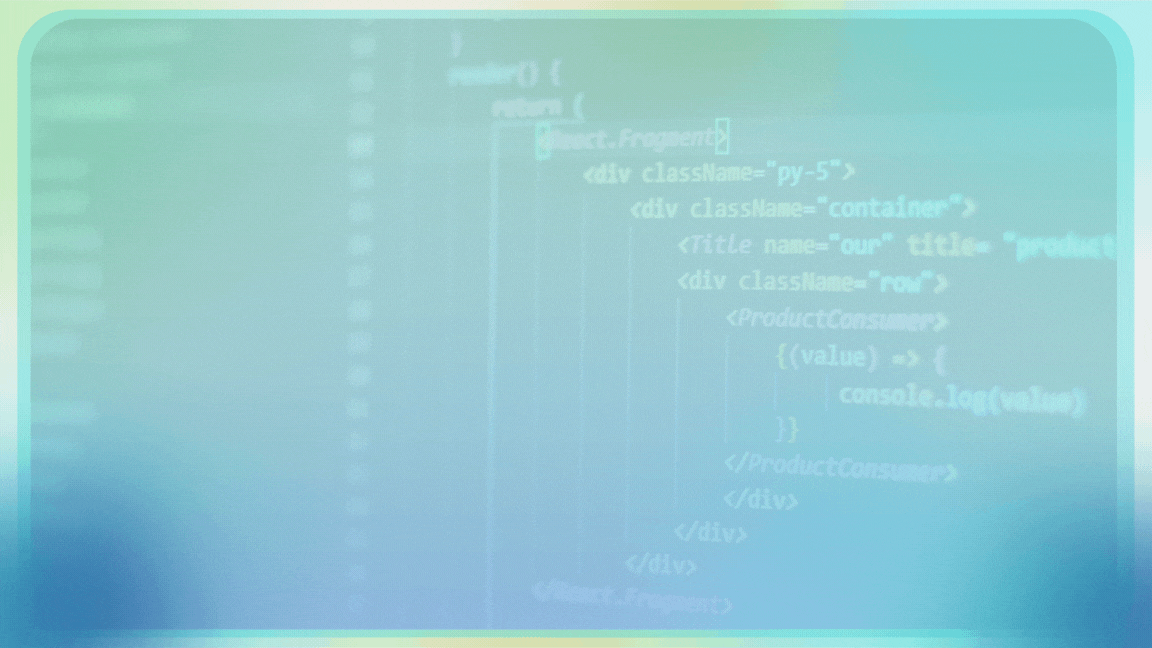 }
render() {
return (
<React.Fragment>
<div className="py-5">
<div className="container">
<Title name="our" title= "product
<div className="row">
<ProductConsumer>
{(value) => {
console.log(value)
}}
</ProductConsumer>
</div>
</div>
</div>
</React.Fragment>